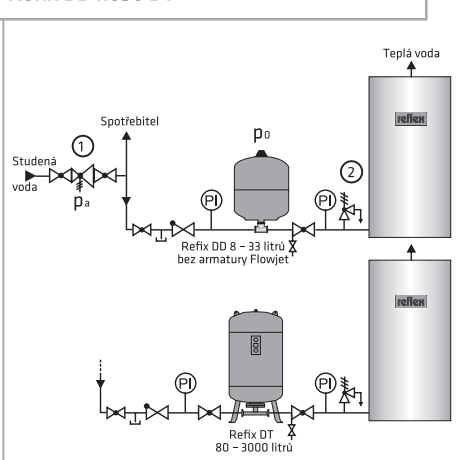 Teplá voda
reflex
Spotřebitel
1
p0
Studená
voda
pa
2
PI
PI
Refix DD 8 – 33 litrů
bez armatury Flowjet
reflex
PI
PI
Refix DT
80 – 3000 litrů